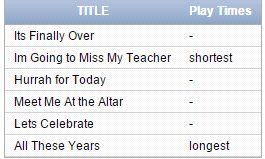 TITLE Play Times
Its Finally Over -
Im Going to Miss My Teacher shortest
Hurrah for Today -
Meet Me At the Altar -
Lets Celebrate -
All These Years longest